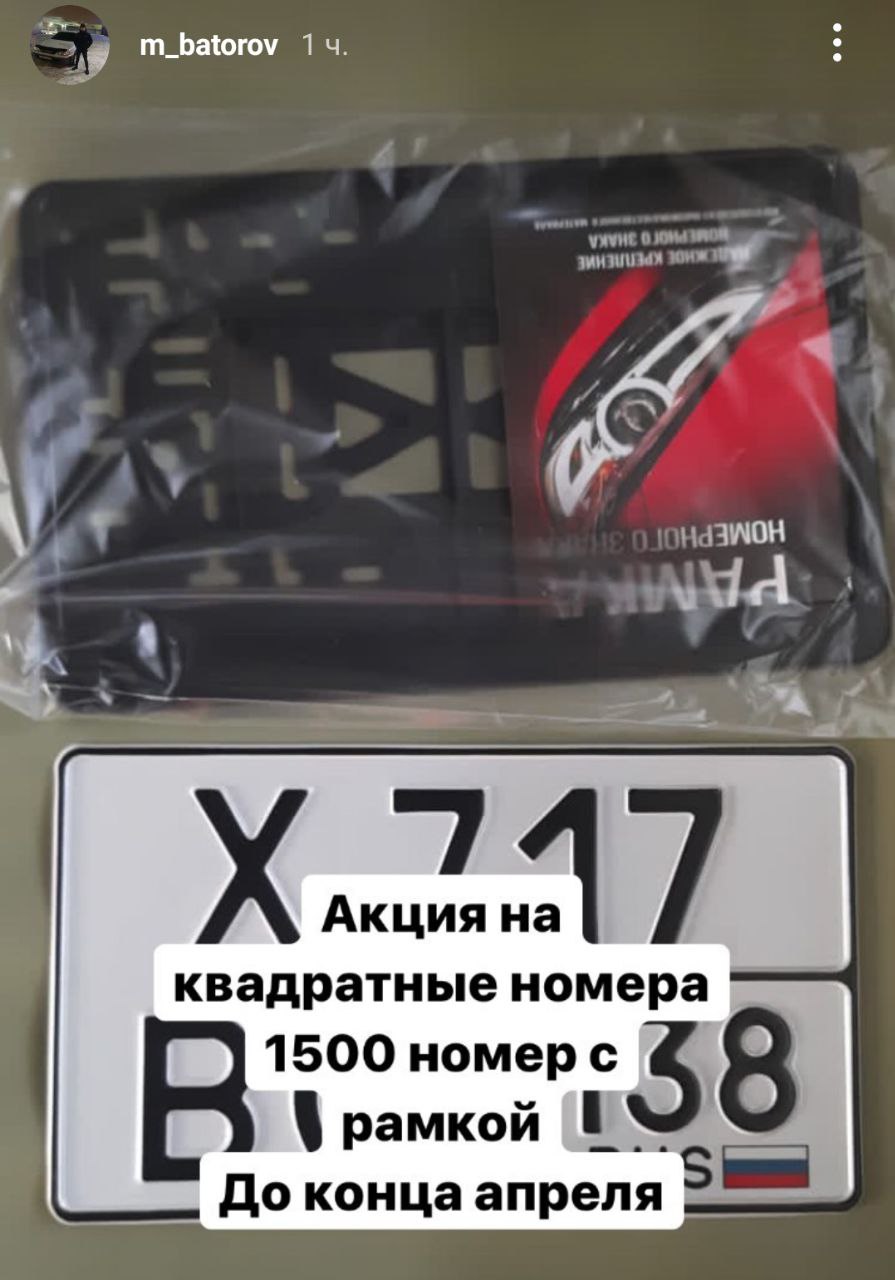 m_batorov 1 ч.
НАДЕЖНОЕ КРЕПЛЕНИЕ
НОМЕРНОГО ЗНАКА
РАМКА
НОМЕРНОГО ЗНАКА
Х 717
Акция на
квадратные номера
1500 номер с
рамкой
До конца апреля
В
138
RUS